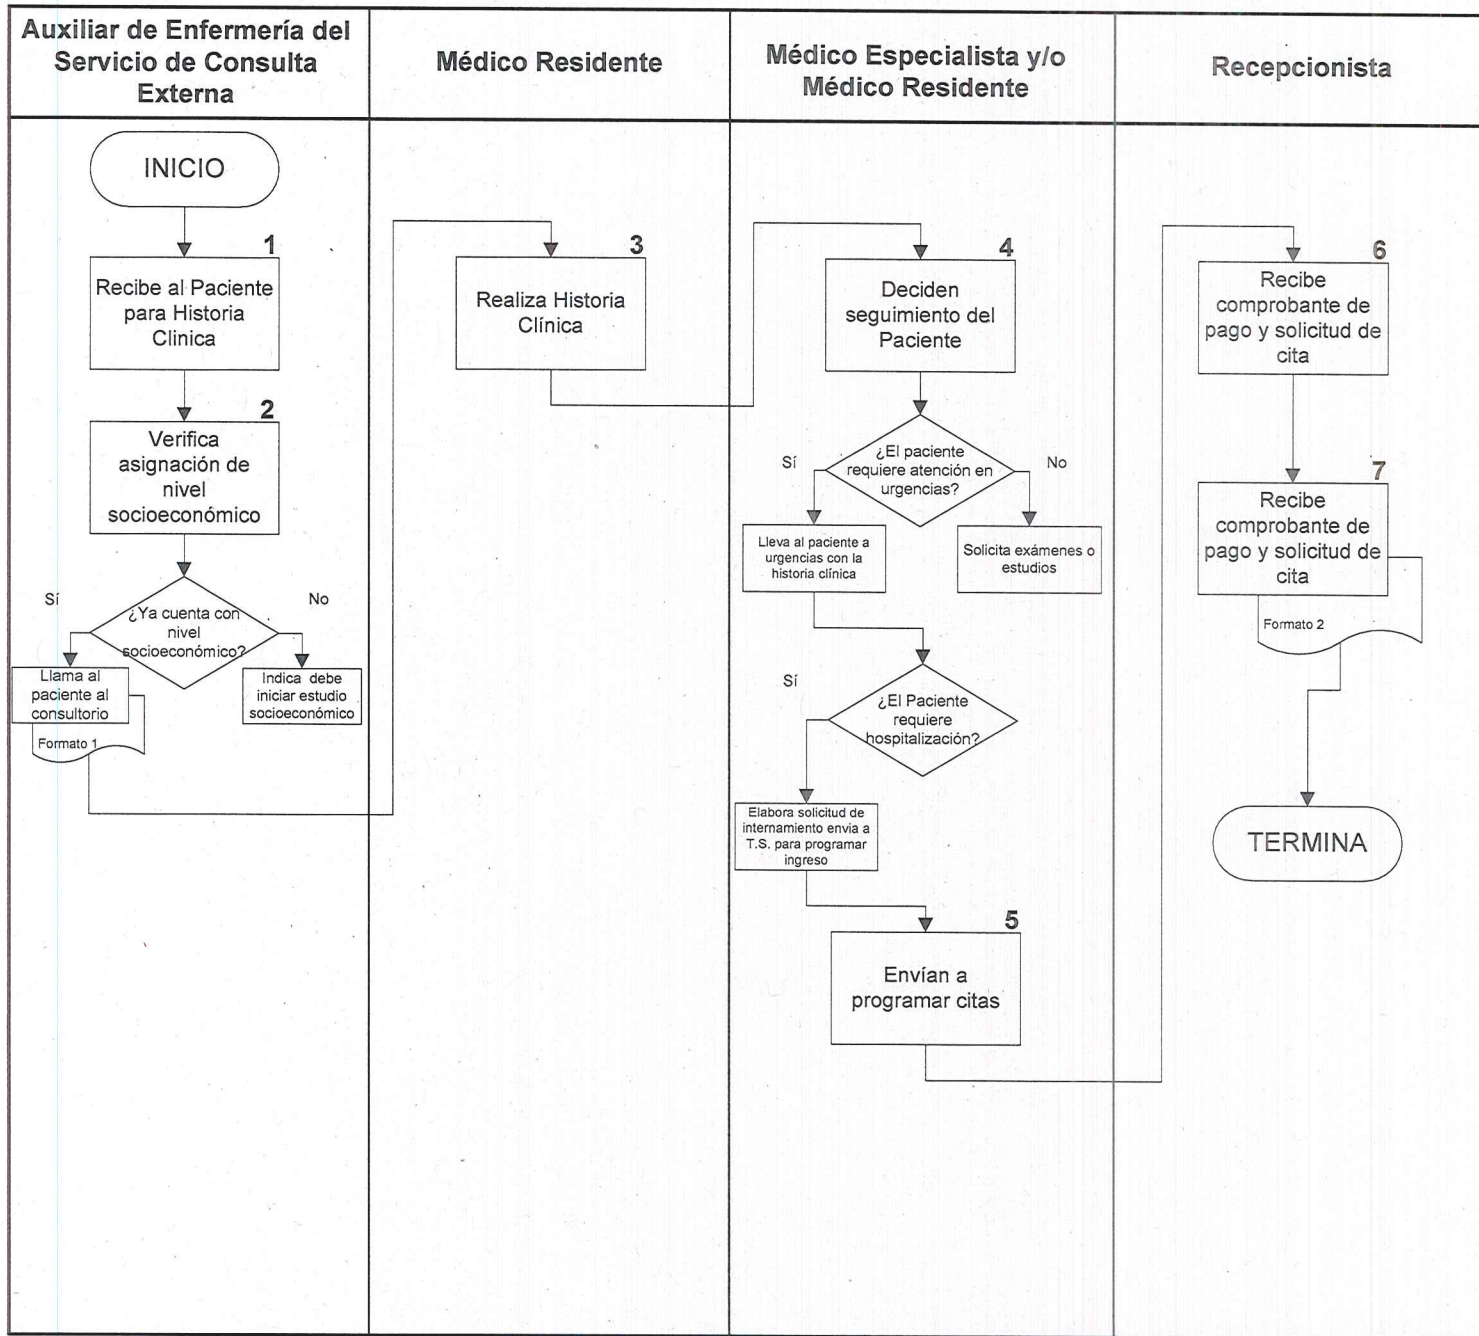 Auxiliar de Enfermería del
Servicio de Consulta
Externa
Médico Residente
Médico Especialista y/o
Médico Residente
Recepcionista
INICIO
1
Recibe al Paciente
para Historia
Clinica
2
Verifica
asignación de
nivel
socioeconómico
Sí
No
¿Ya cuenta con
nivel
socioeconómico?
Llama al
paciente al
consultorio
Formato 1
Indica debe
iniciar estudio
socioeconómico
3
Realiza Historia
Clínica
4
Deciden
seguimiento del
Paciente
Sí
No
¿El paciente
requiere atención en
urgencias?
Lleva al paciente a
urgencias con la
historia clínica
Solicita exámenes o
estudios
Sí
¿El Paciente
requiere
hospitalización?
Elabora solicitud de
internamiento envia a
T.S. para programar
ingreso
5
Envían a
programar citas
6
Recibe
comprobante de
pago y solicitud de
cita
7
Recibe
comprobante de
pago y solicitud de
cita
Formato 2
TERMINA